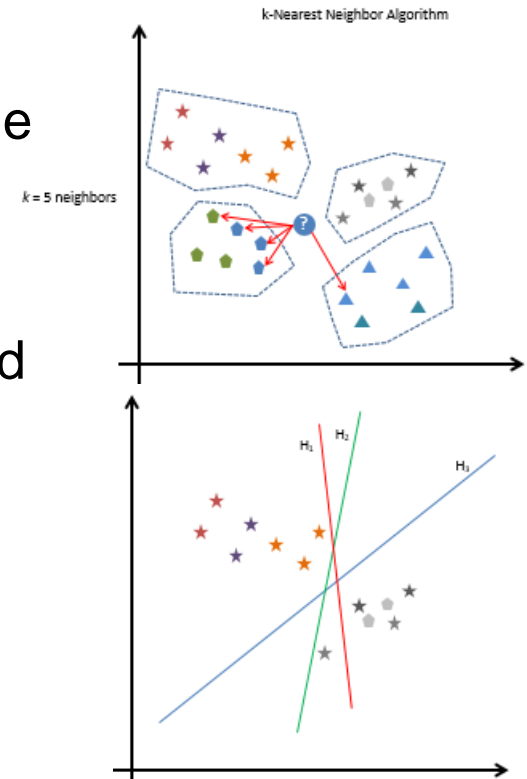 k-Nearest Neighbor Algorithm
e
k = 5 neighbors
?
d
H₁
H₂
H₃